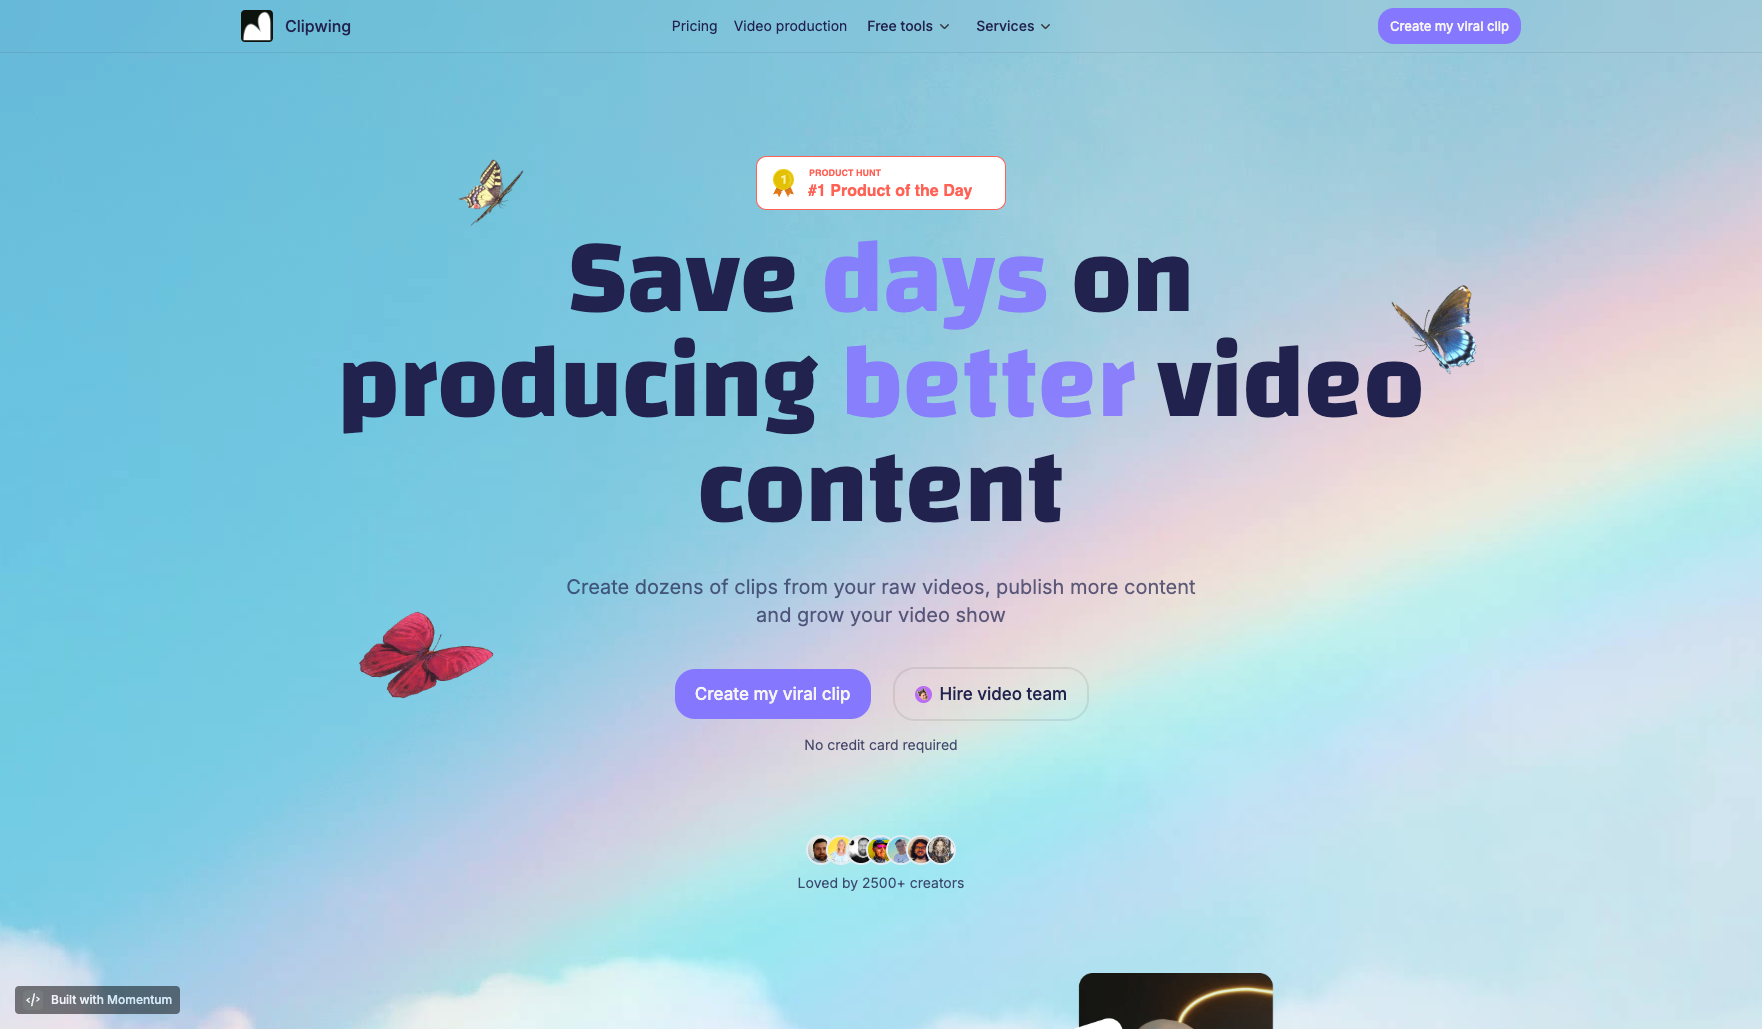 Clipwing
Pricing
Video production
Free tools
Services
Create my viral clip
1
PRODUCT HUNT
#1 Product of the Day
Save days on
producing better video
content
Create dozens of clips from your raw videos, publish more content
and grow your video show
Create my viral clip
Hire video team
No credit card required
Loved by 2500+ creators
</> Built with Momentum